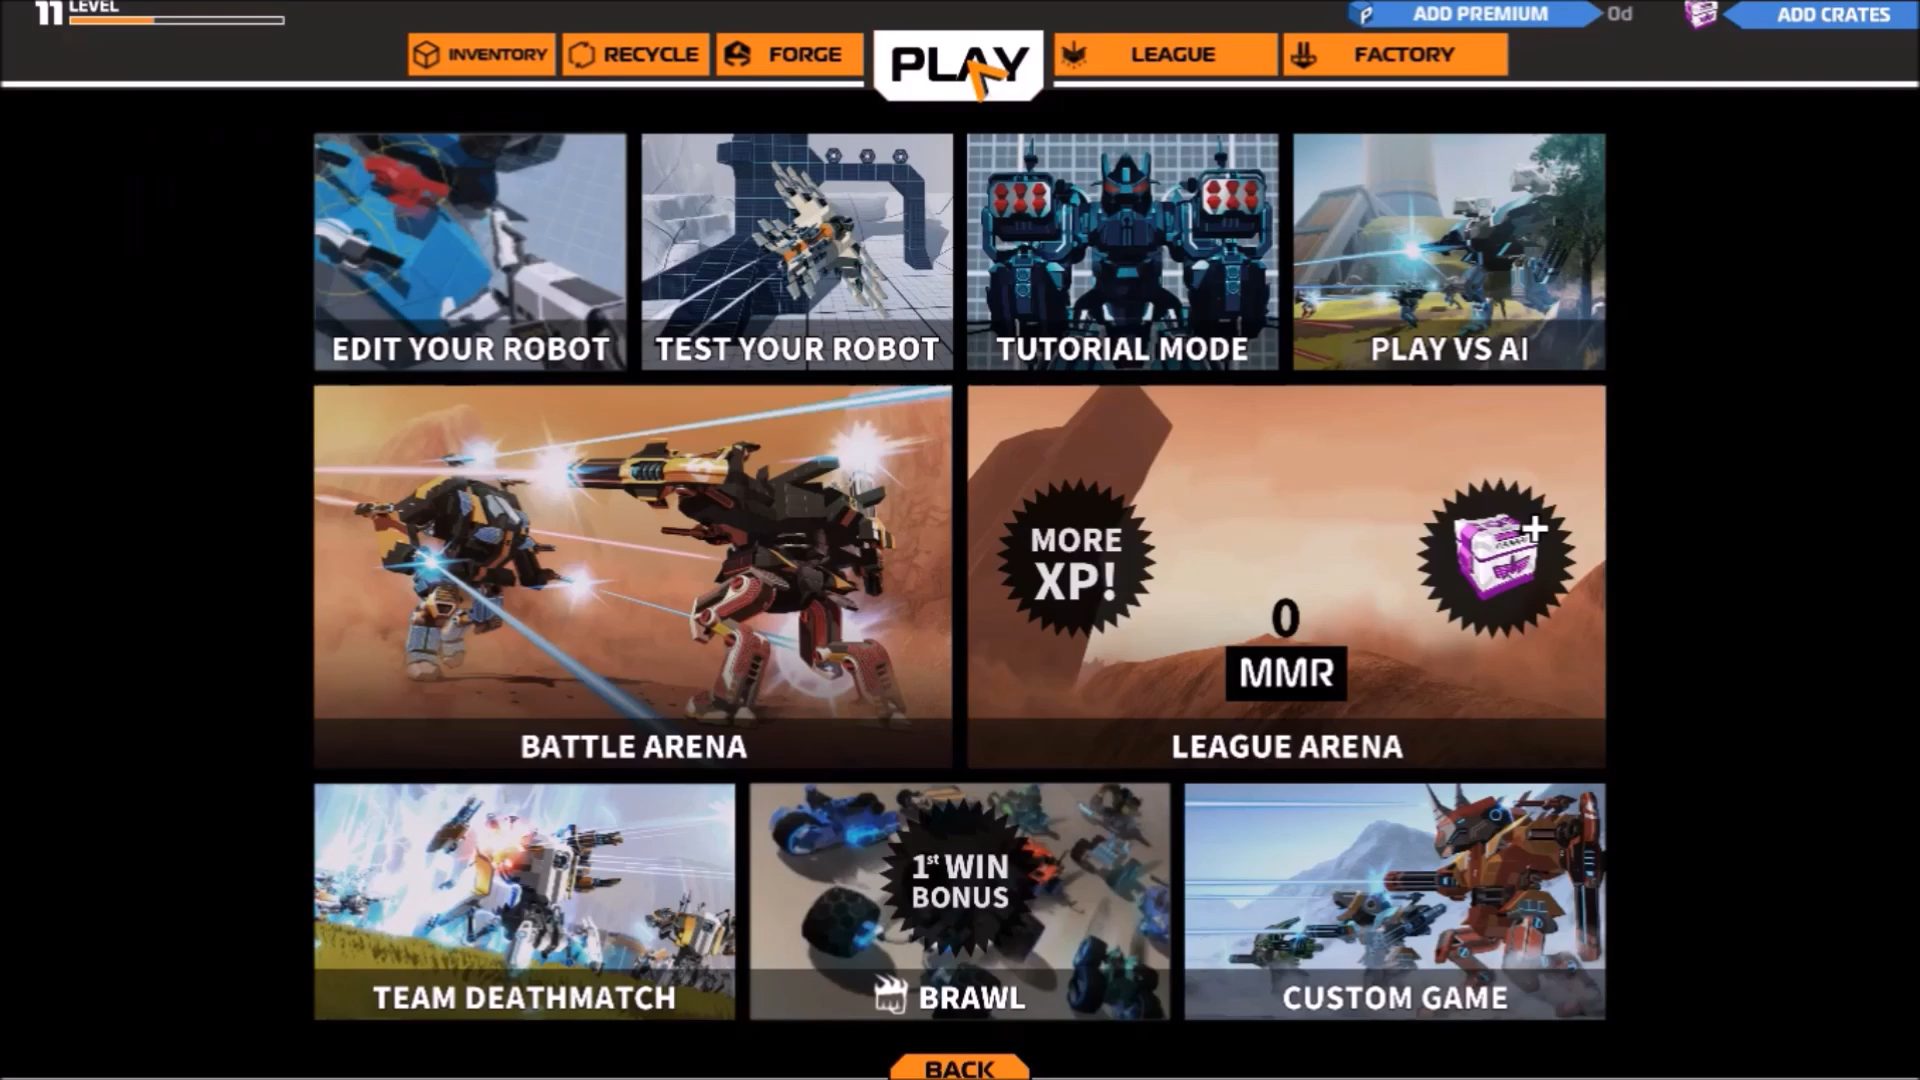 11 LEVEL
ADD PREMIUM 0d ADD CRATES
INVENTORY RECYCLE FORGE PLAY LEAGUE FACTORY
EDIT YOUR ROBOT TEST YOUR ROBOT TUTORIAL MODE PLAY VS AI
MORE
XP!
0
MMR
BATTLE ARENA LEAGUE ARENA
1st WIN
BONUS
TEAM DEATHMATCH BRAWL CUSTOM GAME
BACK